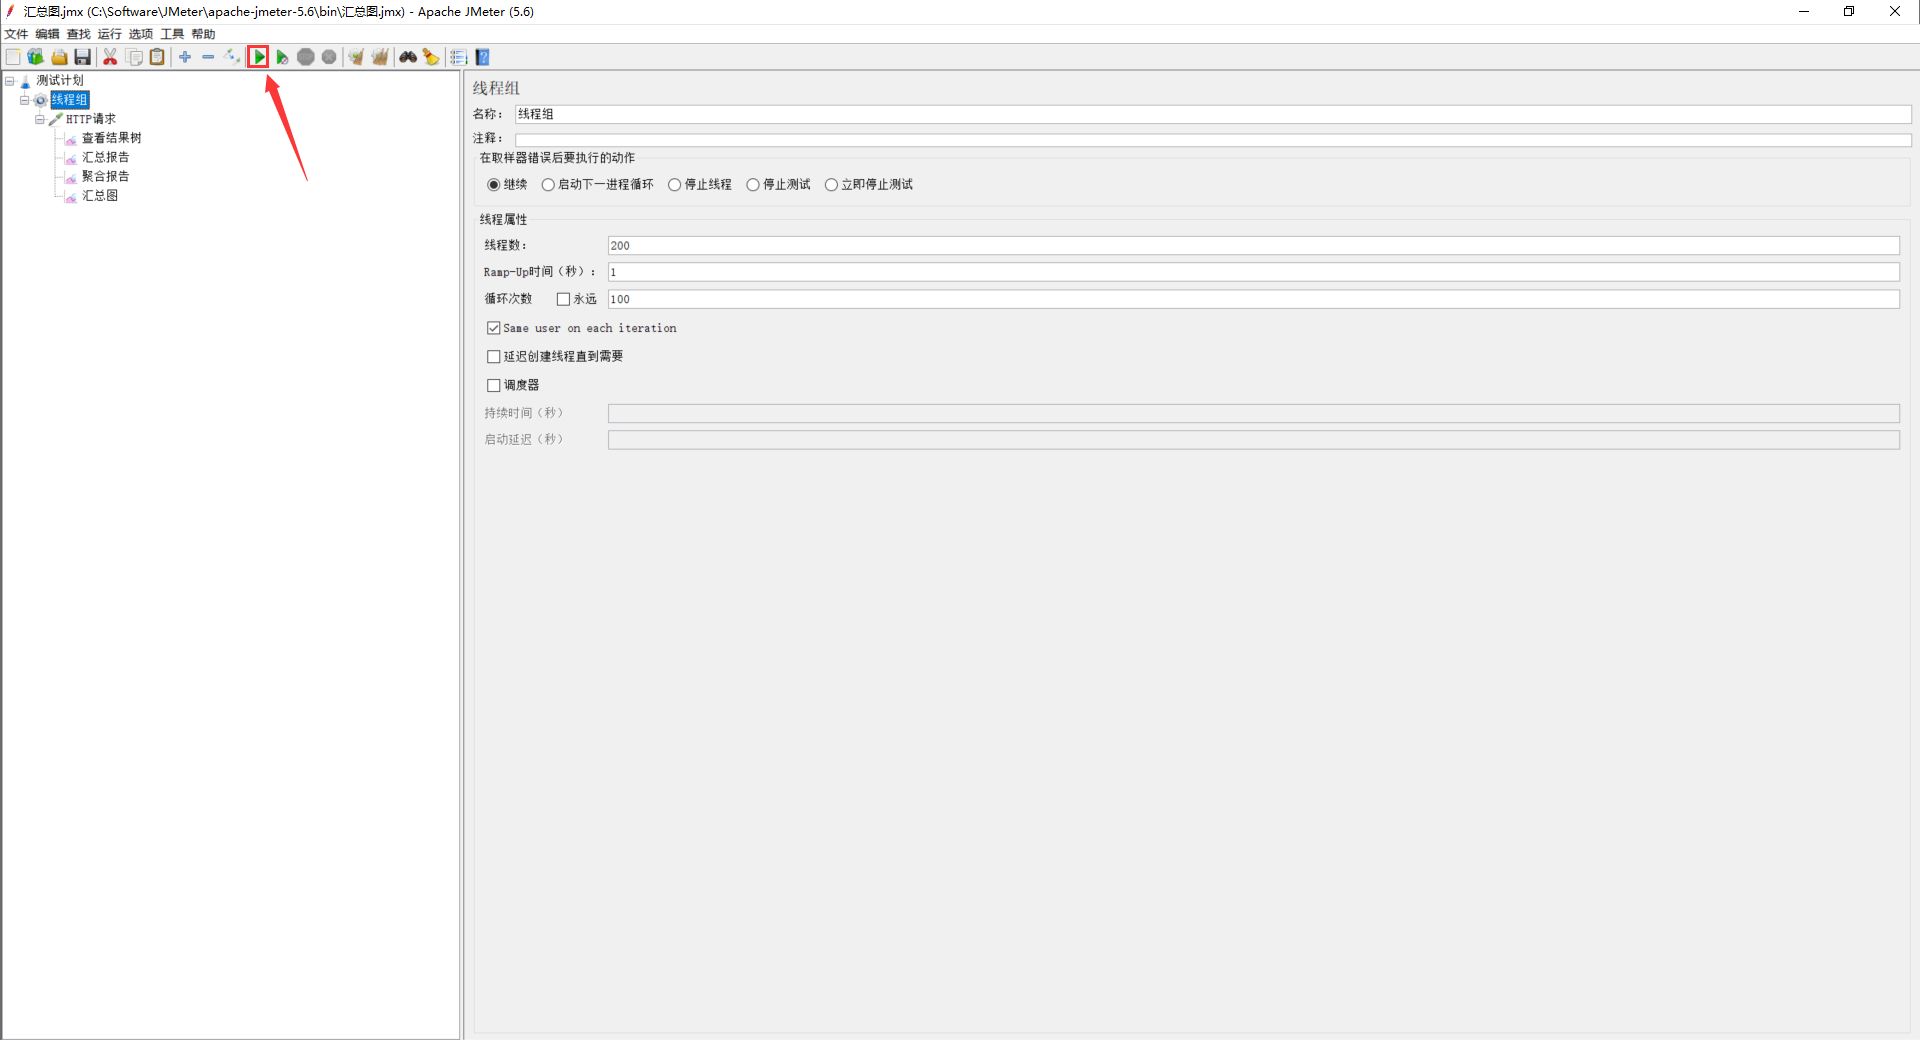 汇总图.jmx (C:\Software\JMeter\apache-jmeter-5.6\bin\汇总图.jmx) - Apache JMeter (5.6)
文件 编辑 查找 运行 选项 工具 帮助
测试计划
线程组
HTTP请求
查看结果树
汇总报告
聚合报告
汇总图
线程组
名称： 线程组
注释：
在取样器错误后要执行的动作
继续 启动下一进程循环 停止线程 停止测试 立即停止测试
线程属性
线程数： 200
Ramp-Up时间（秒）： 1
循环次数 永远 100
Same user on each iteration
延迟创建线程直到需要
调度器
持续时间（秒）
启动延迟（秒）